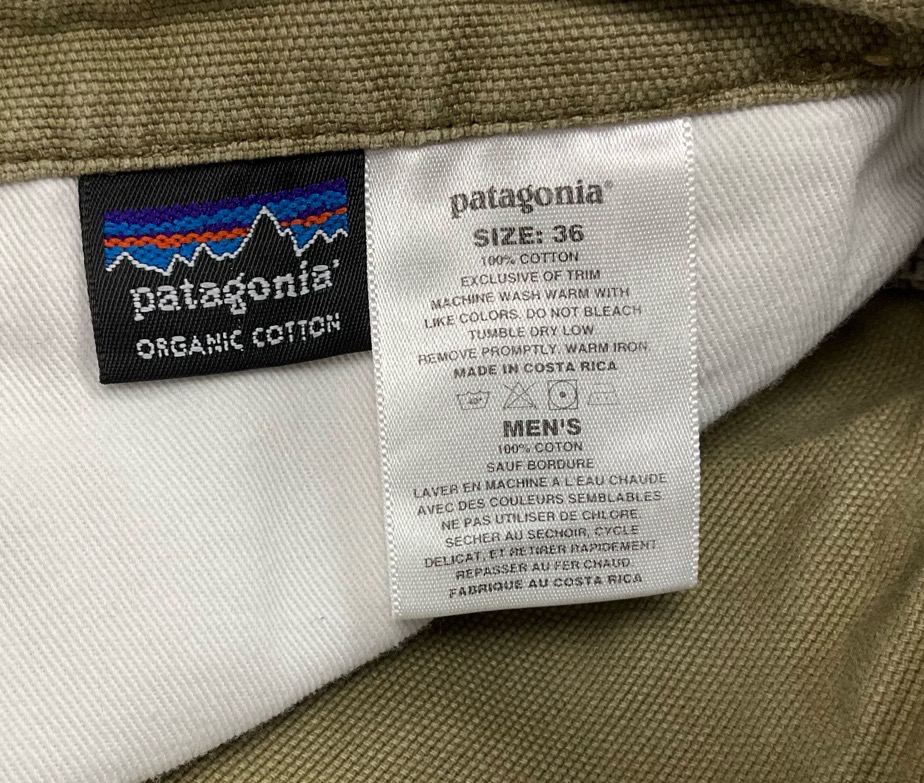 patagonia®
ORGANIC COTTON
patagonia®
SIZE: 36
100% COTTON
EXCLUSIVE OF TRIM
MACHINE WASH WARM WITH
LIKE COLORS. DO NOT BLEACH
TUMBLE DRY LOW
REMOVE PROMPTLY. WARM IRON
MADE IN COSTA RICA
MEN'S
100% COTON
SAUF BORDURE
LAVER EN MACHINE A L'EAU CHAUDE
AVEC DES COULEURS SEMBLABLES
NE PAS UTILISER DE CHLORE
SECHER AU SECHOIR, CYCLE
DELICAT, ET RETIRER RAPIDEMENT
REPASSER AU FER CHAUD
FABRIQUE AU COSTA RICA